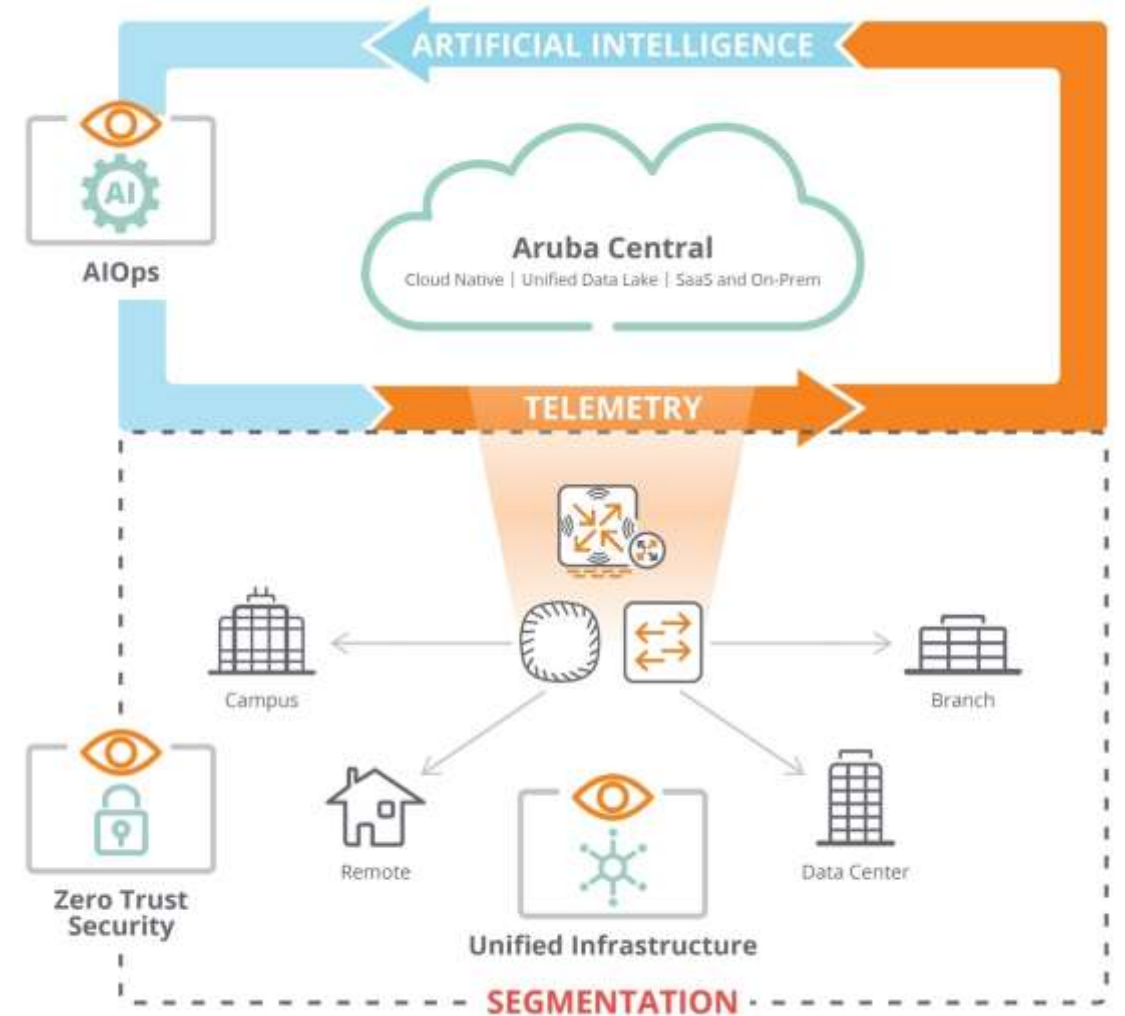 ARTIFICIAL INTELLIGENCE
AI
AIOps
Aruba Central
Cloud Native | Unified Data Lake | SaaS and On-Prem
TELEMETRY
Campus
Branch
Remote
Data Center
Zero Trust
Security
Unified Infrastructure
SEGMENTATION